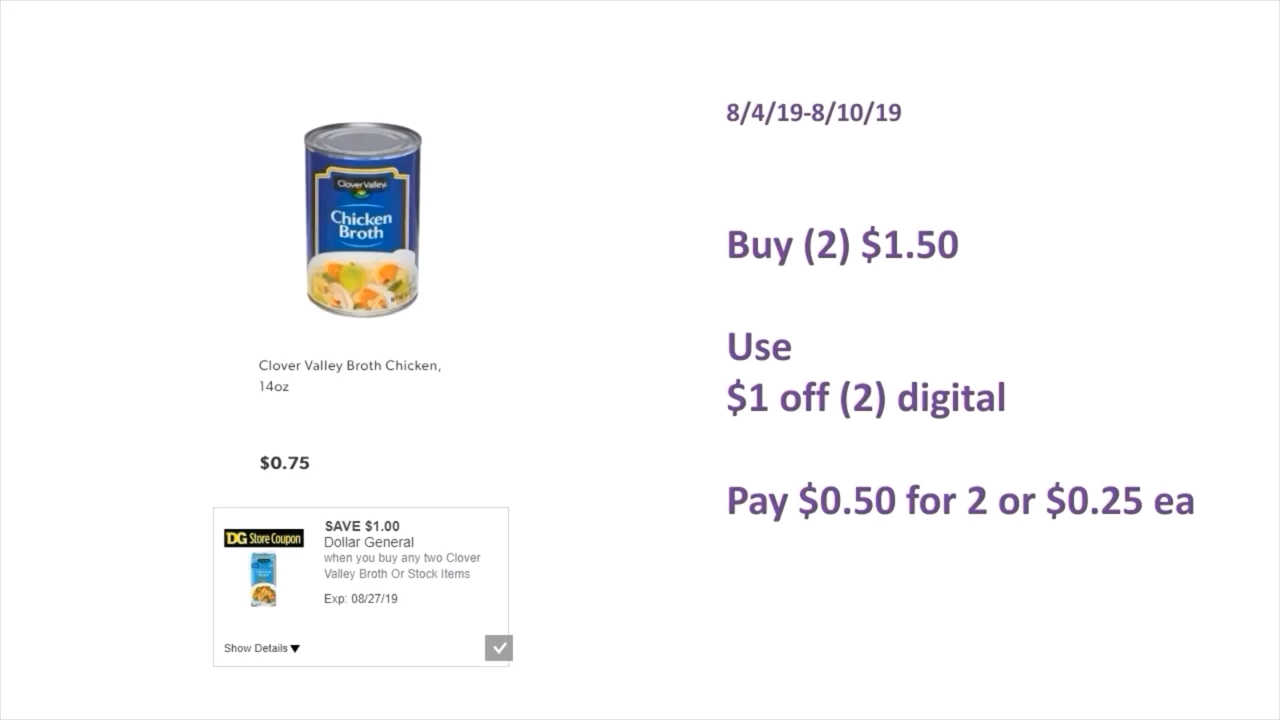 8/4/19-8/10/19
Clover Valley
Chicken
Broth
Buy (2) $1.50
Use
$1 off (2) digital
Clover Valley Broth Chicken,
14oz
$0.75
Pay $0.50 for 2 or $0.25 ea
DG Store Coupon
SAVE $1.00
Dollar General
when you buy any two Clover
Valley Broth Or Stock Items
Exp: 08/27/19
Show Details